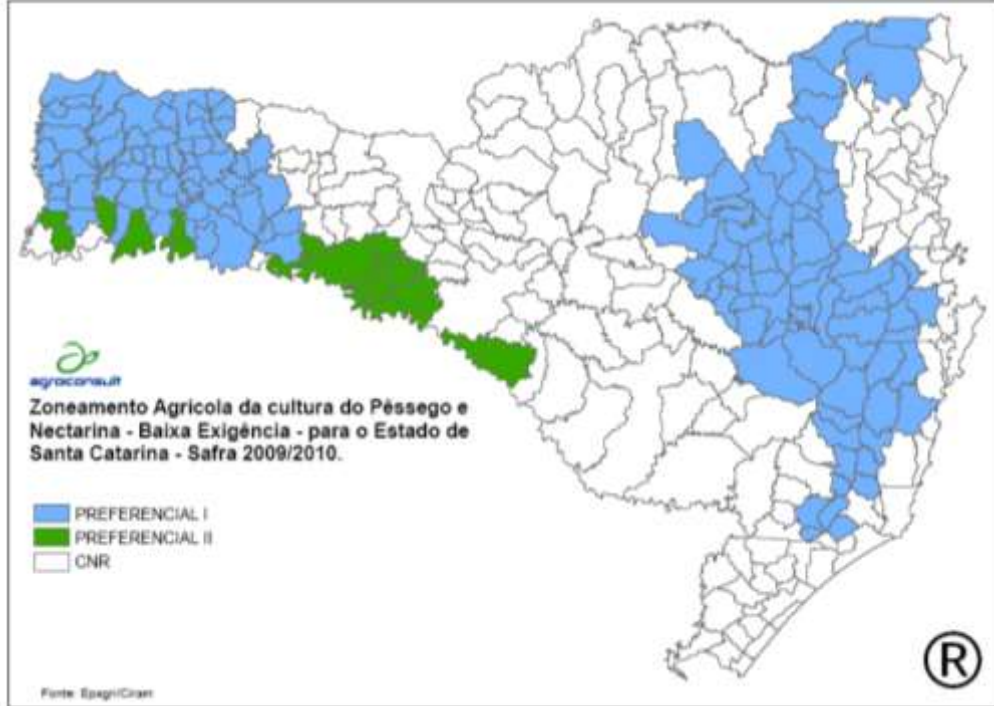 agroconsult
Zoneamento Agrícola da cultura do Pêssego e
Nectarina - Baixa Exigência - para o Estado de
Santa Catarina - Safra 2009/2010.
PREFERENCIAL I
PREFERENCIAL II
CNR
®
Fonte: Epagri/Ciram